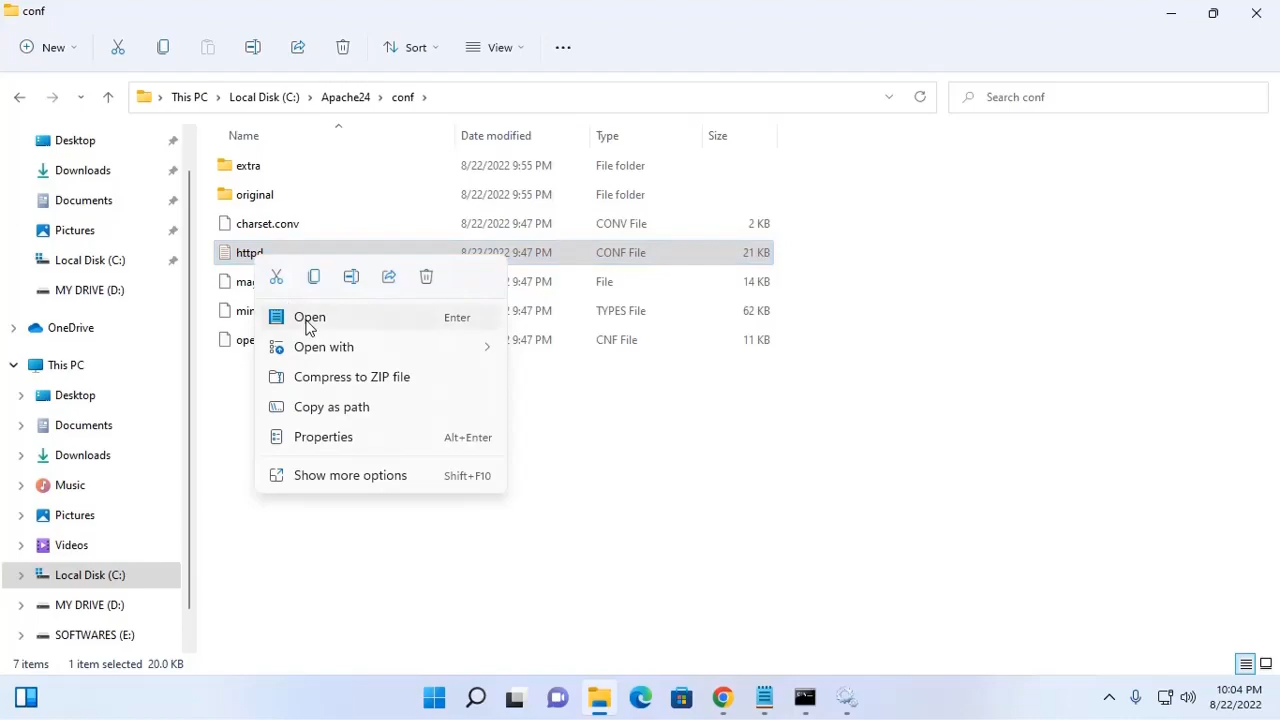 conf
New
Sort
View
This PC
Local Disk (C:)
Apache24
conf
Search conf
Name
Date modified
Type
Size
extra
8/22/2022 9:55 PM
File folder
original
8/22/2022 9:55 PM
File folder
charset.conv
8/22/2022 9:47 PM
CONV File
2 KB
httpd
8/22/2022 9:47 PM
CONF File
21 KB
9:47 PM
File
14 KB
9:47 PM
TYPES File
62 KB
9:47 PM
CNF File
11 KB
Open
Enter
Open with
Compress to ZIP file
Copy as path
Properties
Alt+Enter
Show more options
Shift+F10
Desktop
Downloads
Documents
Pictures
Local Disk (C:)
MY DRIVE (D:)
OneDrive
This PC
Desktop
Documents
Downloads
Music
Pictures
Videos
Local Disk (C:)
MY DRIVE (D:)
SOFTWARES (E:)
7 items
1 item selected 20.0 KB
10:04 PM
8/22/2022